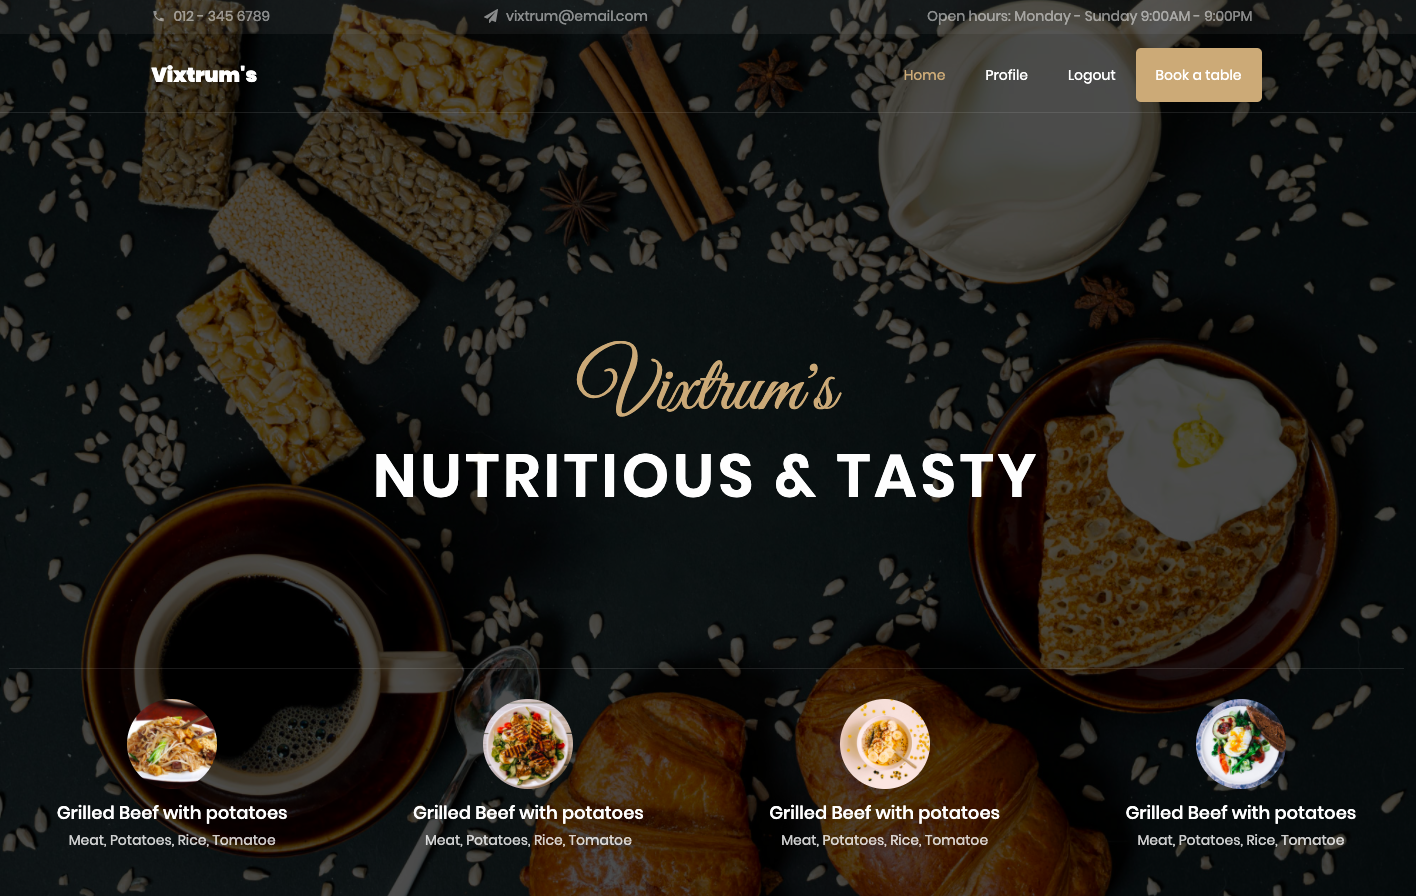 012 - 345 6789
vixtrum@email.com
Open hours: Monday - Sunday 9:00AM - 9:00PM
Vixtrum's
Home
Profile
Logout
Book a table
Vixtrum's
NUTRITIOUS & TASTY
Grilled Beef with potatoes
Meat, Potatoes, Rice, Tomatoe
Grilled Beef with potatoes
Meat, Potatoes, Rice, Tomatoe
Grilled Beef with potatoes
Meat, Potatoes, Rice, Tomatoe
Grilled Beef with potatoes
Meat, Potatoes, Rice, Tomatoe